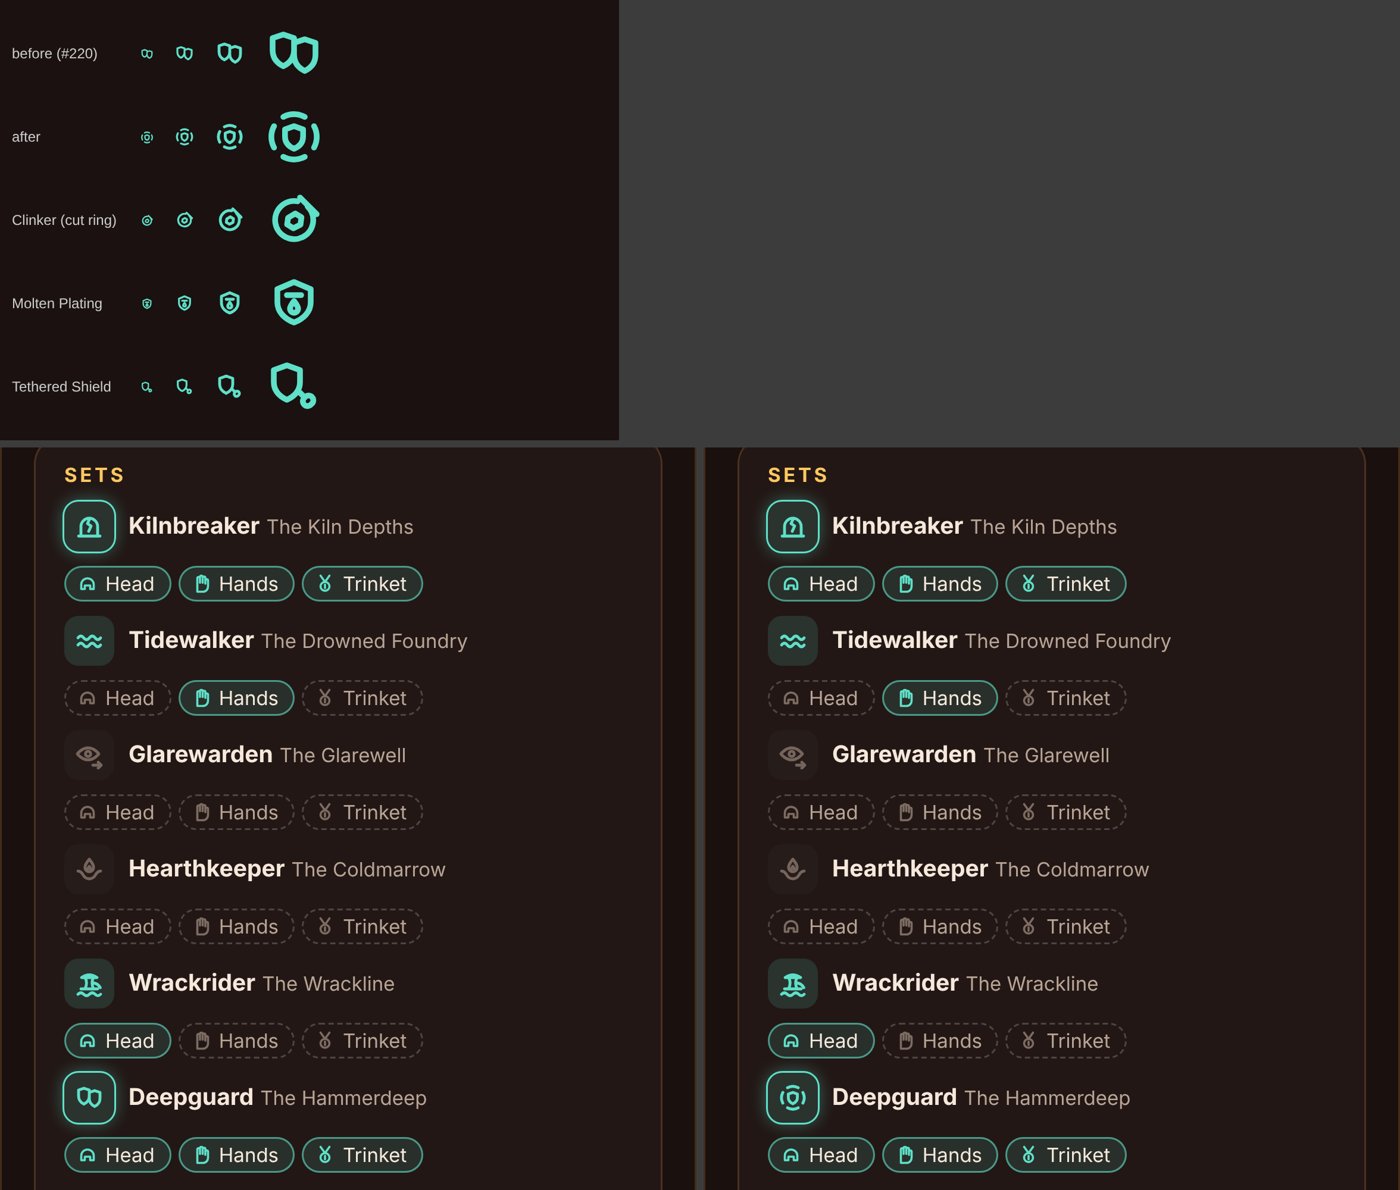 before (#220)
after
Clinker (cut ring)
Molten Plating
Tethered Shield
SETS
Kilnbreaker The Kiln Depths
Head Hands Trinket
Tidewalker The Drowned Foundry
Head Hands Trinket
Glarewarden The Glarewell
Head Hands Trinket
Hearthkeeper The Coldmarrow
Head Hands Trinket
Wrackrider The Wrackline
Head Hands Trinket
Deepguard The Hammerdeep
Head Hands Trinket
SETS
Kilnbreaker The Kiln Depths
Head Hands Trinket
Tidewalker The Drowned Foundry
Head Hands Trinket
Glarewarden The Glarewell
Head Hands Trinket
Hearthkeeper The Coldmarrow
Head Hands Trinket
Wrackrider The Wrackline
Head Hands Trinket
Deepguard The Hammerdeep
Head Hands Trinket